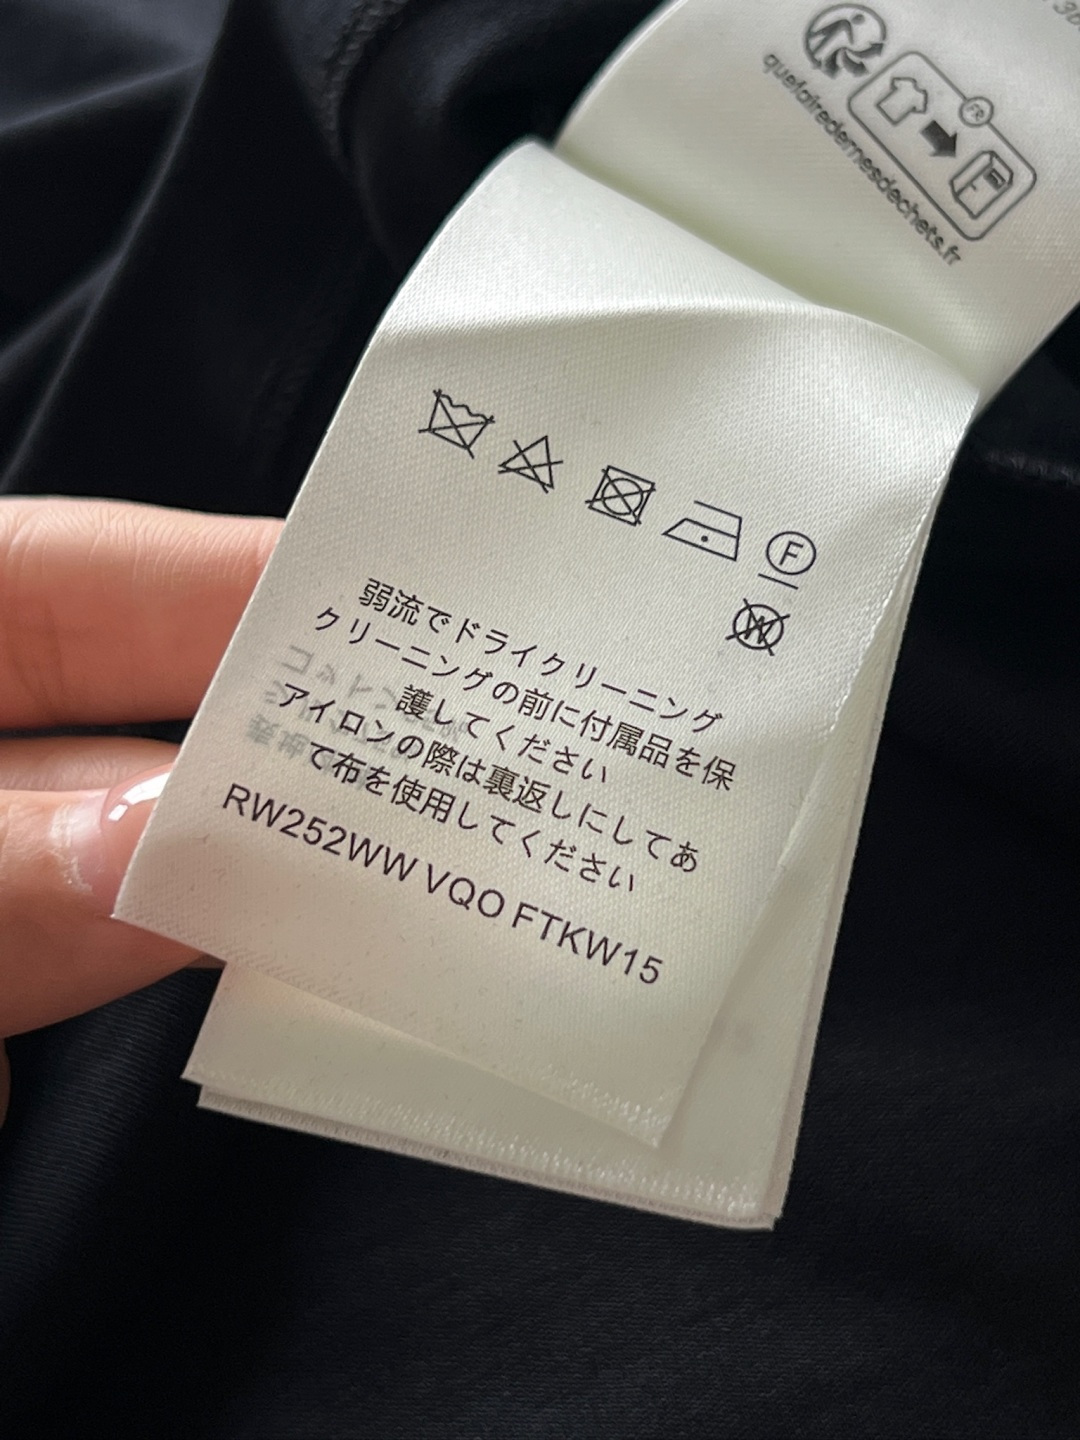 FR
quefairedemesdechets.fr
F
W
弱流でドライクリーニング
クリーニングの前に付属品を保
護してください
アイロンの際は裏返しにしてあ
て布を使用してください
RW252WW VQO FTKW15